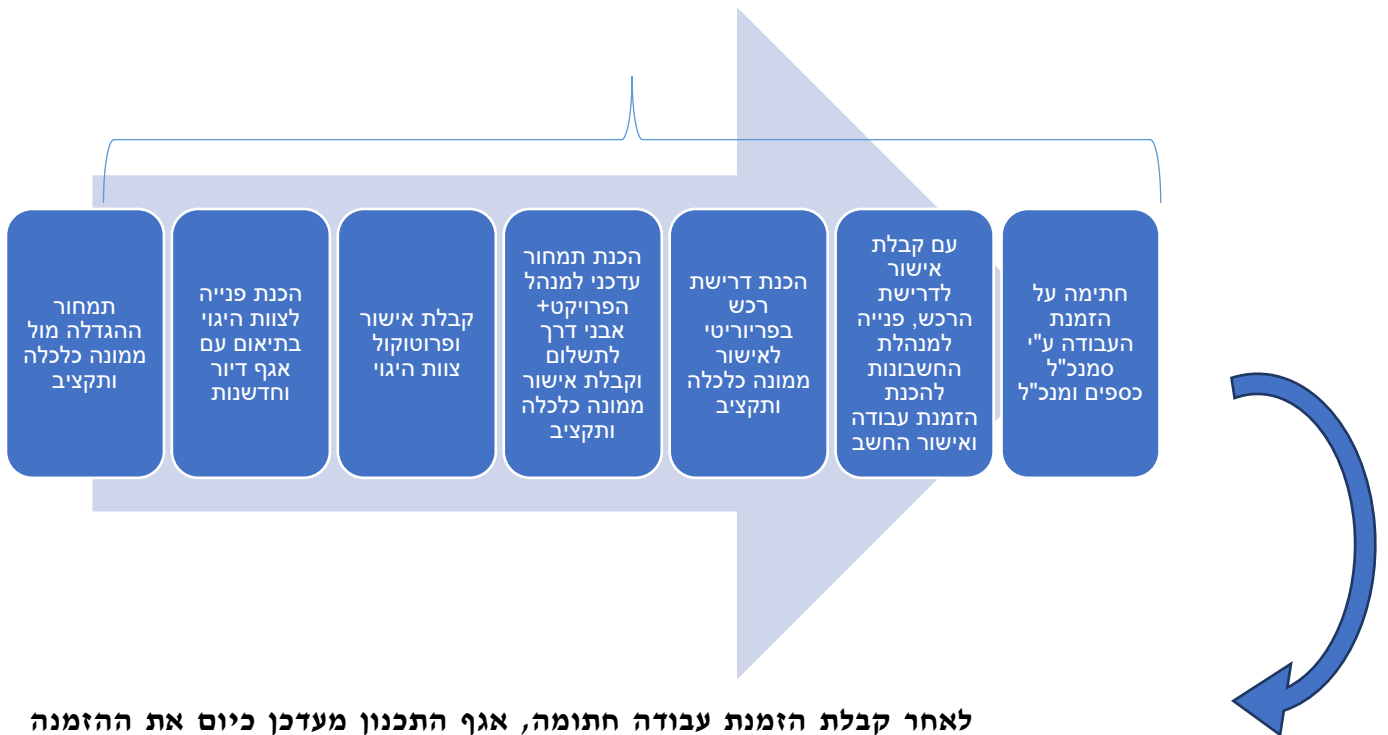 תמחור
ההגדלה מול
ממונה כלכלה
ותקציב
הכנת פנייה
לצוות היגוי
בתיאום עם
אגף דיור
וחדשנות
קבלת אישור
ופרוטוקול
צוות היגוי
הכנת תמחור
עדכני למנהל
הפרויקט+
אבני דרך
לתשלום
וקבלת אישור
ממונה כלכלה
ותקציב
הכנת דרישת
רכש
בפריוריטי
לאישור
ממונה כלכלה
ותקציב
עם קבלת
אישור
לדרישת
הרכש, פנייה
למנהלת
החשבונות
להכנת
הזמנת עבודה
ואישור החשב
חתימה על
הזמנת
העבודה ע"י
סמנכ"ל
כספים ומנכ"ל
לאחר קבלת הזמנת עבודה חתומה, אגף התכנון מעדכן כיום את ההזמנה